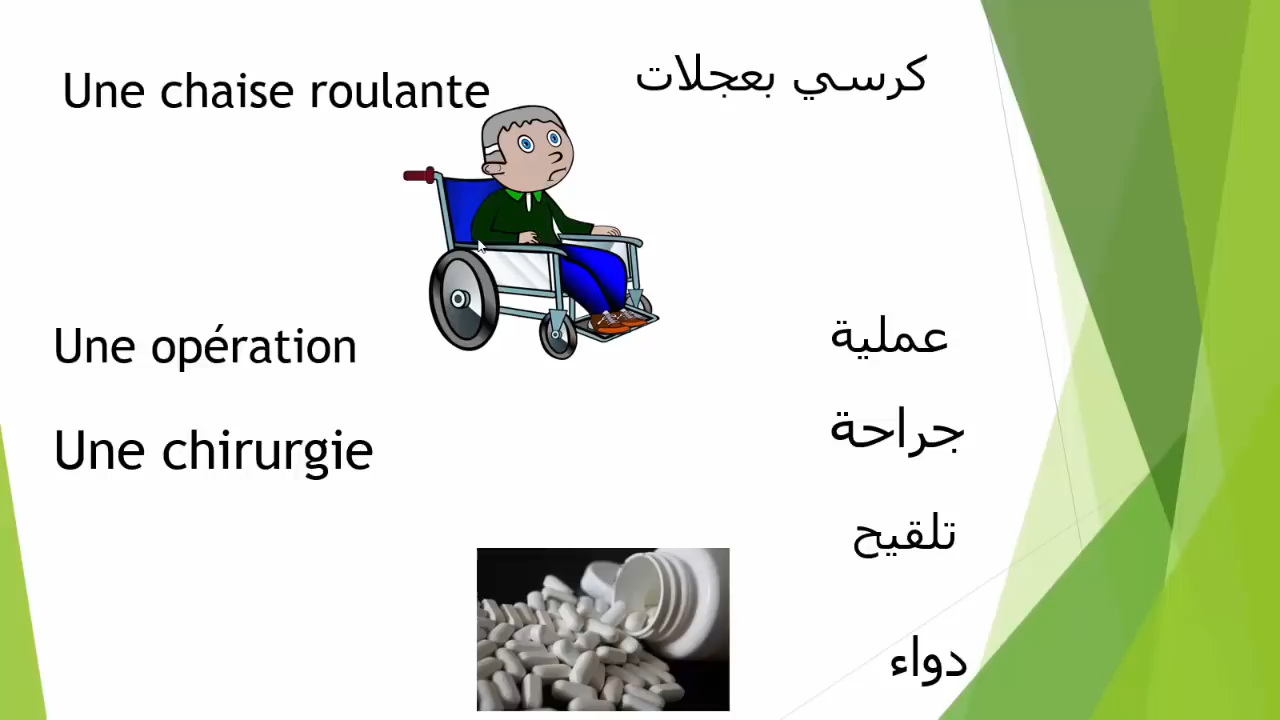 Une chaise roulante
كرسي بعجلات
Une opération
عملية
Une chirurgie
جراحة
تلقيح
دواء